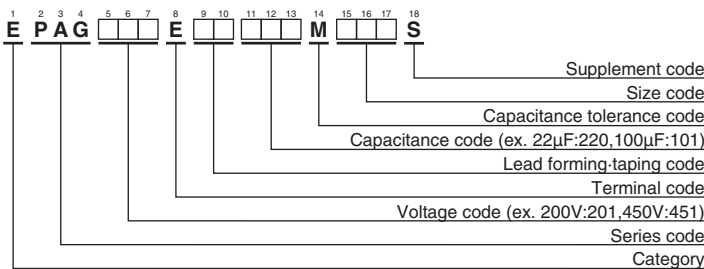 1 2 3 4 5 6 7 8 9 10 11 12 13 14 15 16 17 18
E PAG □□□ E □□ □□□ M □□□ S
Supplement code
Size code
Capacitance tolerance code
Capacitance code (ex. 22μF:220,100μF:101)
Lead forming·taping code
Terminal code
Voltage code (ex. 200V:201,450V:451)
Series code
Category